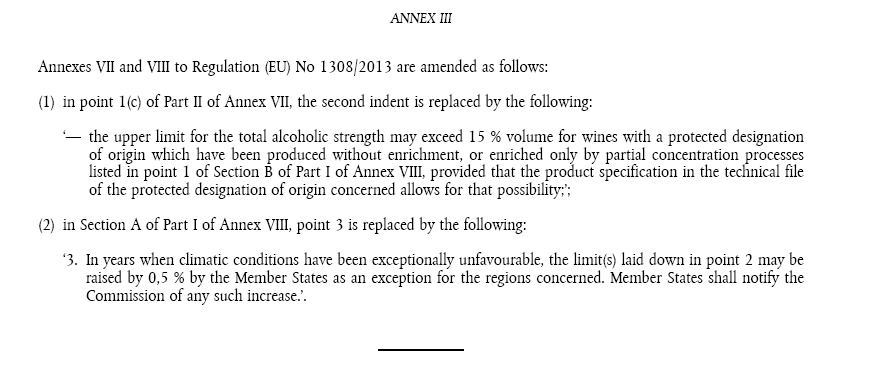 ANNEX III
Annexes VII and VIII to Regulation (EU) No 1308/2013 are amended as follows:
(1) in point 1(c) of Part II of Annex VII, the second indent is replaced by the following:
‘— the upper limit for the total alcoholic strength may exceed 15 % volume for wines with a protected designation
of origin which have been produced without enrichment, or enriched only by partial concentration processes
listed in point 1 of Section B of Part I of Annex VIII, provided that the product specification in the technical file
of the protected designation of origin concerned allows for that possibility;’;
(2) in Section A of Part I of Annex VIII, point 3 is replaced by the following:
‘3. In years when climatic conditions have been exceptionally unfavourable, the limit(s) laid down in point 2 may be
raised by 0,5 % by the Member States as an exception for the regions concerned. Member States shall notify the
Commission of any such increase.’.